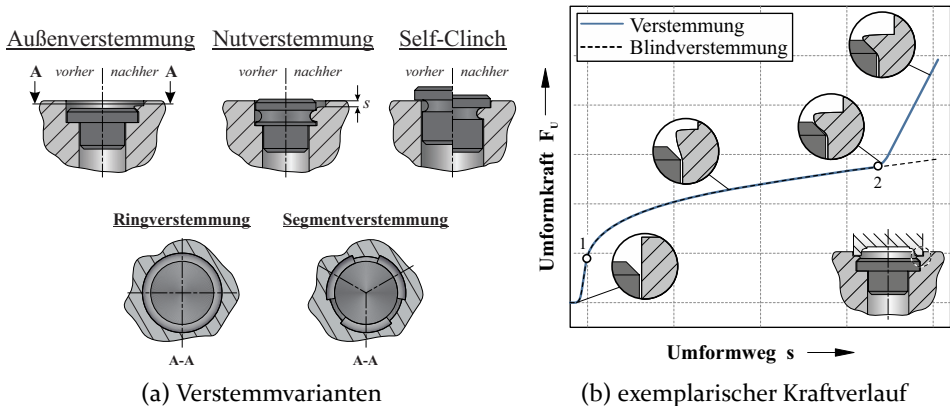 Außenverstemmung
Nutverstemmung
Self-Clinch
vorher nachher
vorher nachher
vorher nachher
A A
s
Ringverstemmung
Segmentverstemmung
A-A
A-A
(a) Verstemmvarianten
Verstemmung
Blindverstemmung
Umformkraft F_U
1
2
Umformweg s
(b) exemplarischer Kraftverlauf